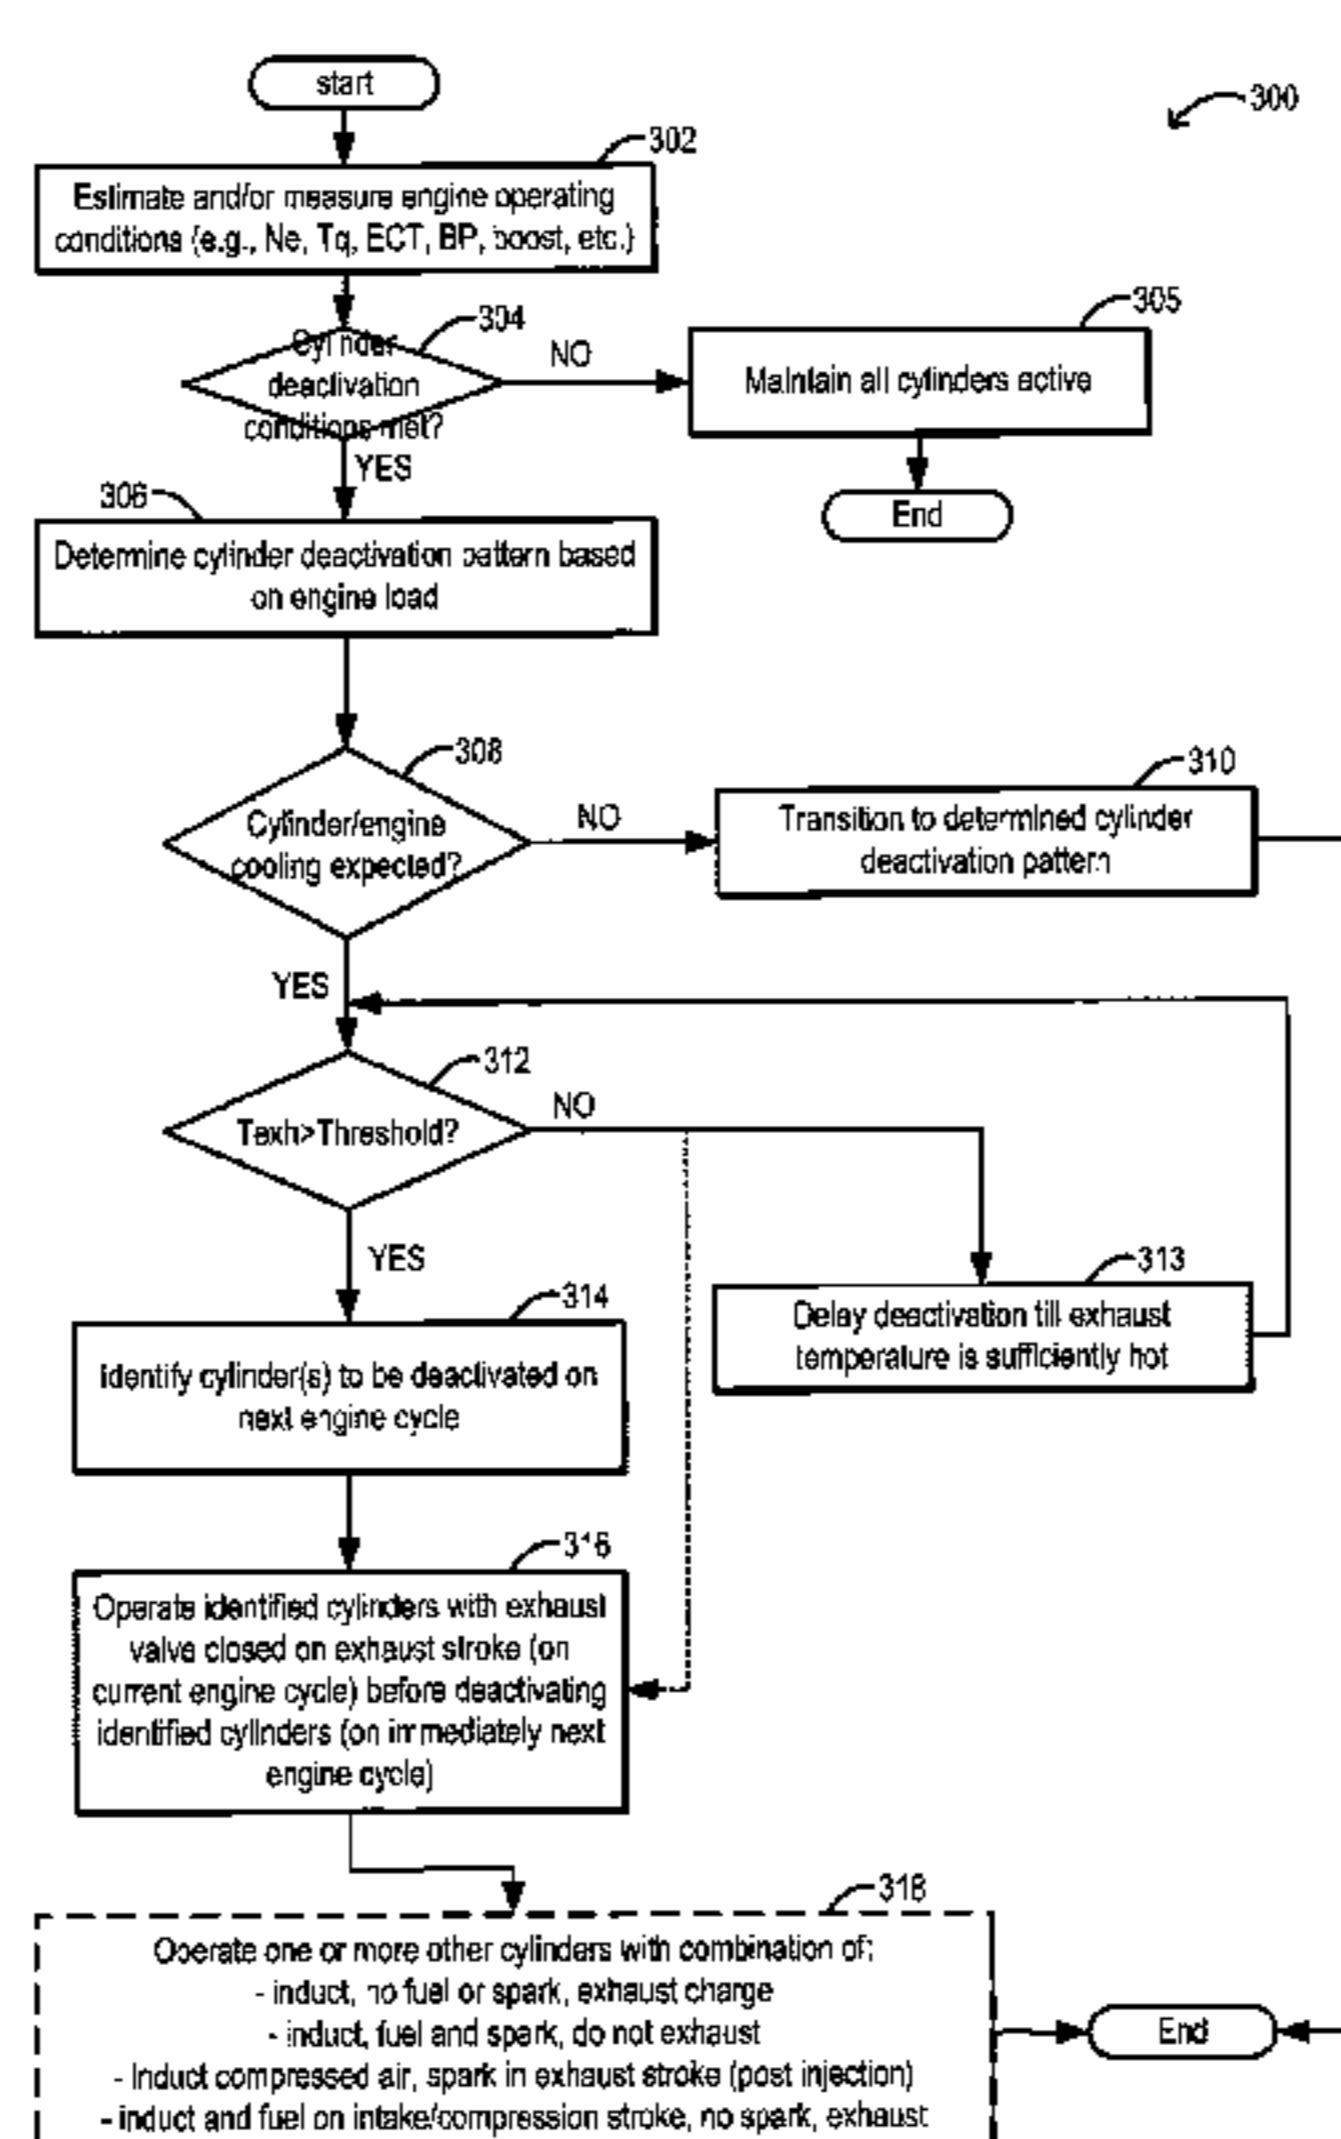 start
300
302
Estimate and/or measure engine operating
conditions (e.g., Ne, Tq, ECT, BP, boost, etc.)
304
Cylinder
deactivation
conditions met?
NO
305
Maintain all cylinders active
YES
End
306
Determine cylinder deactivation pattern based
on engine load
308
Cylinder/engine
cooling expected?
NO
310
Transition to determined cylinder
deactivation pattern
YES
312
Texh>Threshold?
NO
YES
313
Delay deactivation till exhaust
temperature is sufficiently hot
314
Identify cylinder(s) to be deactivated on
next engine cycle
316
Operate identified cylinders with exhaust
valve closed on exhaust stroke (on
current engine cycle) before deactivating
identified cylinders (on immediately next
engine cycle)
318
Operate one or more other cylinders with combination of:
- induct, no fuel or spark, exhaust charge
- induct, fuel and spark, do not exhaust
- Induct compressed air, spark in exhaust stroke (post injection)
- induct and fuel on intake/compression stroke, no spark, exhaust
End